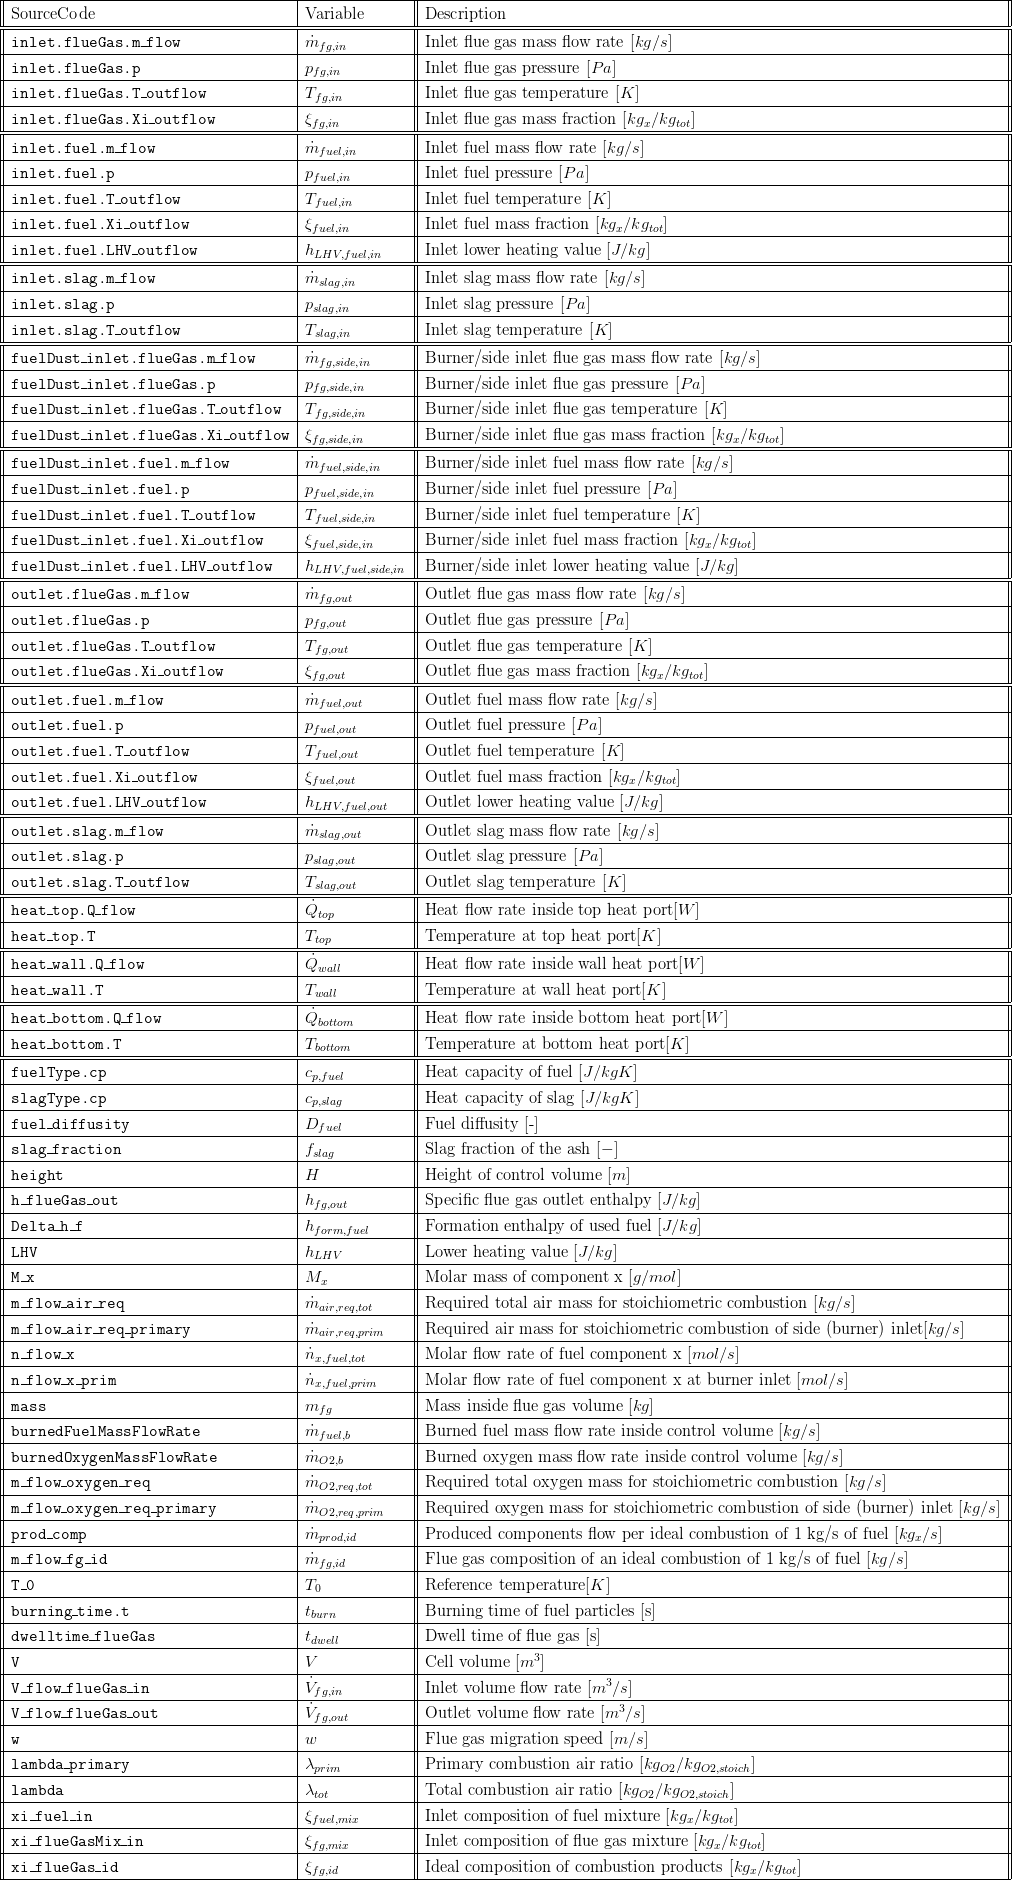 SourceCode Variable Description
inlet.flueGas.m_flow ṁ_{fg,in} Inlet flue gas mass flow rate [kg/s]
inlet.flueGas.p p_{fg,in} Inlet flue gas pressure [Pa]
inlet.flueGas.T_outflow T_{fg,in} Inlet flue gas temperature [K]
inlet.flueGas.Xi_outflow ξ_{fg,in} Inlet flue gas mass fraction [kg_x/kg_{tot}]
inlet.fuel.m_flow ṁ_{fuel,in} Inlet fuel mass flow rate [kg/s]
inlet.fuel.p p_{fuel,in} Inlet fuel pressure [Pa]
inlet.fuel.T_outflow T_{fuel,in} Inlet fuel temperature [K]
inlet.fuel.Xi_outflow ξ_{fuel,in} Inlet fuel mass fraction [kg_x/kg_{tot}]
inlet.fuel.LHV_outflow h_{LHV,fuel,in} Inlet lower heating value [J/kg]
inlet.slag.m_flow ṁ_{slag,in} Inlet slag mass flow rate [kg/s]
inlet.slag.p p_{slag,in} Inlet slag pressure [Pa]
inlet.slag.T_outflow T_{slag,in} Inlet slag temperature [K]
fuelDust_inlet.flueGas.m_flow ṁ_{fg,side,in} Burner/side inlet flue gas mass flow rate [kg/s]
fuelDust_inlet.flueGas.p p_{fg,side,in} Burner/side inlet flue gas pressure [Pa]
fuelDust_inlet.flueGas.T_outflow T_{fg,side,in} Burner/side inlet flue gas temperature [K]
fuelDust_inlet.flueGas.Xi_outflow ξ_{fg,side,in} Burner/side inlet flue gas mass fraction [kg_x/kg_{tot}]
fuelDust_inlet.fuel.m_flow ṁ_{fuel,side,in} Burner/side inlet fuel mass flow rate [kg/s]
fuelDust_inlet.fuel.p p_{fuel,side,in} Burner/side inlet fuel pressure [Pa]
fuelDust_inlet.fuel.T_outflow T_{fuel,side,in} Burner/side inlet fuel temperature [K]
fuelDust_inlet.fuel.Xi_outflow ξ_{fuel,side,in} Burner/side inlet fuel mass fraction [kg_x/kg_{tot}]
fuelDust_inlet.fuel.LHV_outflow h_{LHV,fuel,side,in} Burner/side inlet lower heating value [J/kg]
outlet.flueGas.m_flow ṁ_{fg,out} Outlet flue gas mass flow rate [kg/s]
outlet.flueGas.p p_{fg,out} Outlet flue gas pressure [Pa]
outlet.flueGas.T_outflow T_{fg,out} Outlet flue gas temperature [K]
outlet.flueGas.Xi_outflow ξ_{fg,out} Outlet flue gas mass fraction [kg_x/kg_{tot}]
outlet.fuel.m_flow ṁ_{fuel,out} Outlet fuel mass flow rate [kg/s]
outlet.fuel.p p_{fuel,out} Outlet fuel pressure [Pa]
outlet.fuel.T_outflow T_{fuel,out} Outlet fuel temperature [K]
outlet.fuel.Xi_outflow ξ_{fuel,out} Outlet fuel mass fraction [kg_x/kg_{tot}]
outlet.fuel.LHV_outflow h_{LHV,fuel,out} Outlet lower heating value [J/kg]
outlet.slag.m_flow ṁ_{slag,out} Outlet slag mass flow rate [kg/s]
outlet.slag.p p_{slag,out} Outlet slag pressure [Pa]
outlet.slag.T_outflow T_{slag,out} Outlet slag temperature [K]
heat_top.Q_flow Q̇_{top} Heat flow rate inside top heat port[W]
heat_top.T T_{top} Temperature at top heat port[K]
heat_wall.Q_flow Q̇_{wall} Heat flow rate inside wall heat port[W]
heat_wall.T T_{wall} Temperature at wall heat port[K]
heat_bottom.Q_flow Q̇_{bottom} Heat flow rate inside bottom heat port[W]
heat_bottom.T T_{bottom} Temperature at bottom heat port[K]
fuelType.cp c_{p,fuel} Heat capacity of fuel [J/kgK]
slagType.cp c_{p,slag} Heat capacity of slag [J/kgK]
fuel_diffusity D_{fuel} Fuel diffusity [-]
slag_fraction f_{slag} Slag fraction of the ash [−]
height H Height of control volume [m]
h_flueGas_out h_{fg,out} Specific flue gas outlet enthalpy [J/kg]
Delta_h_f h_{form,fuel} Formation enthalpy of used fuel [J/kg]
LHV h_{LHV} Lower heating value [J/kg]
M_x M_x Molar mass of component x [g/mol]
m_flow_air_req ṁ_{air,req,tot} Required total air mass for stoichiometric combustion [kg/s]
m_flow_air_req_primary ṁ_{air,req,prim} Required air mass for stoichiometric combustion of side (burner) inlet[kg/s]
n_flow_x ṅ_{x,fuel,tot} Molar flow rate of fuel component x [mol/s]
n_flow_x_prim ṅ_{x,fuel,prim} Molar flow rate of fuel component x at burner inlet [mol/s]
mass m_{fg} Mass inside flue gas volume [kg]
burnedFuelMassFlowRate ṁ_{fuel,b} Burned fuel mass flow rate inside control volume [kg/s]
burnedOxygenMassFlowRate ṁ_{O2,b} Burned oxygen mass flow rate inside control volume [kg/s]
m_flow_oxygen_req ṁ_{O2,req,tot} Required total oxygen mass for stoichiometric combustion [kg/s]
m_flow_oxygen_req_primary ṁ_{O2,req,prim} Required oxygen mass for stoichiometric combustion of side (burner) inlet [kg/s]
prod_comp ṁ_{prod,id} Produced components flow per ideal combustion of 1 kg/s of fuel [kg_x/s]
m_flow_fg_id ṁ_{fg,id} Flue gas composition of an ideal combustion of 1 kg/s of fuel [kg/s]
T_0 T_0 Reference temperature[K]
burning_time.t t_{burn} Burning time of fuel particles [s]
dwelltime_flueGas t_{dwell} Dwell time of flue gas [s]
V V Cell volume [m³]
V_flow_flueGas_in V̇_{fg,in} Inlet volume flow rate [m³/s]
V_flow_flueGas_out V̇_{fg,out} Outlet volume flow rate [m³/s]
w w Flue gas migration speed [m/s]
lambda_primary λ_{prim} Primary combustion air ratio [kg_{O2}/kg_{O2,stoich}]
lambda λ_{tot} Total combustion air ratio [kg_{O2}/kg_{O2,stoich}]
xi_fuel_in ξ_{fuel,mix} Inlet composition of fuel mixture [kg_x/kg_{tot}]
xi_flueGasMix_in ξ_{fg,mix} Inlet composition of flue gas mixture [kg_x/kg_{tot}]
xi_flueGas_id ξ_{fg,id} Ideal composition of combustion products [kg_x/kg_{tot}]